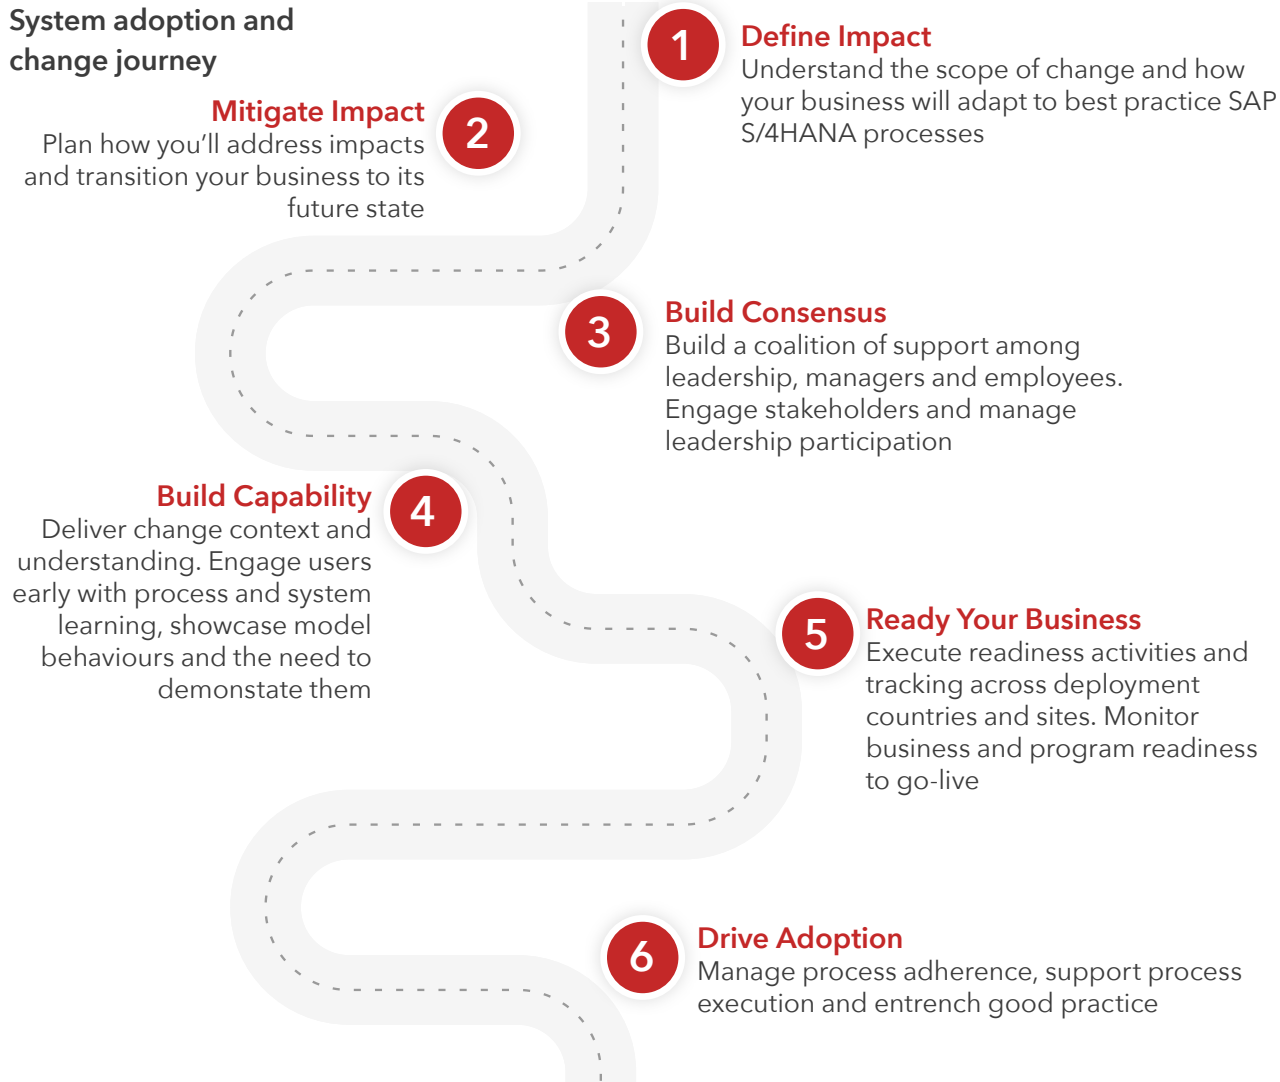 System adoption and
change journey
1
Define Impact
Understand the scope of change and how
your business will adapt to best practice SAP
S/4HANA processes
Mitigate Impact
2
Plan how you’ll address impacts
and transition your business to its
future state
3
Build Consensus
Build a coalition of support among
leadership, managers and employees.
Engage stakeholders and manage
leadership participation
Build Capability
4
Deliver change context and
understanding. Engage users
early with process and system
learning, showcase model
behaviours and the need to
demonstate them
5
Ready Your Business
Execute readiness activities and
tracking across deployment
countries and sites. Monitor
business and program readiness
to go-live
6
Drive Adoption
Manage process adherence, support process
execution and entrench good practice